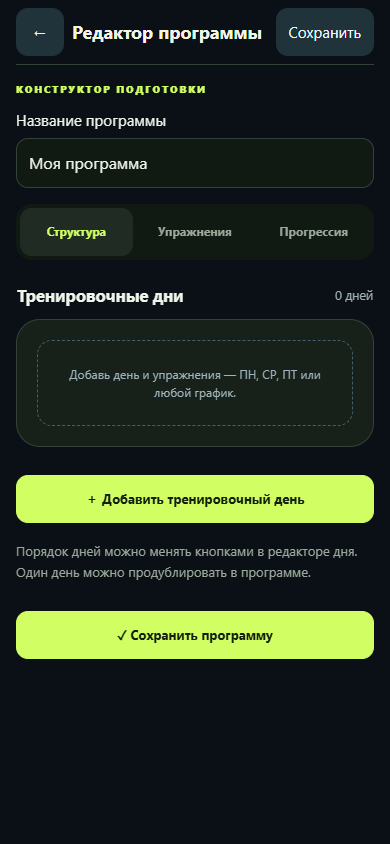 ← Редактор программы Сохранить
КОНСТРУКТОР ПОДГОТОВКИ
Название программы
Моя программа
Структура Упражнения Прогрессия
Тренировочные дни 0 дней
Добавь день и упражнения — ПН, СР, ПТ или
любой график.
+ Добавить тренировочный день
Порядок дней можно менять кнопками в редакторе дня.
Один день можно продублировать в программе.
✓ Сохранить программу